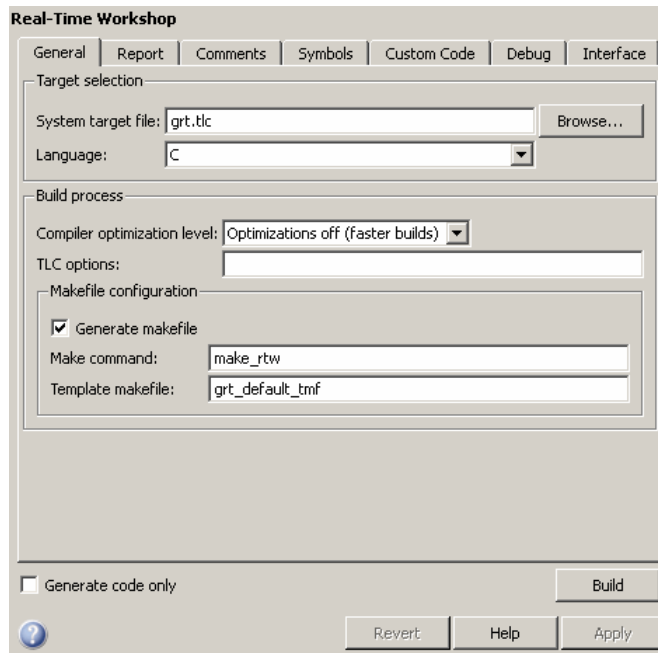 Real-Time Workshop
General Report Comments Symbols Custom Code Debug Interface
Target selection
System target file: grt.tlc Browse...
Language: C
Build process
Compiler optimization level: Optimizations off (faster builds)
TLC options:
Makefile configuration
Generate makefile
Make command: make_rtw
Template makefile: grt_default_tmf
Generate code only Build
? Revert Help Apply